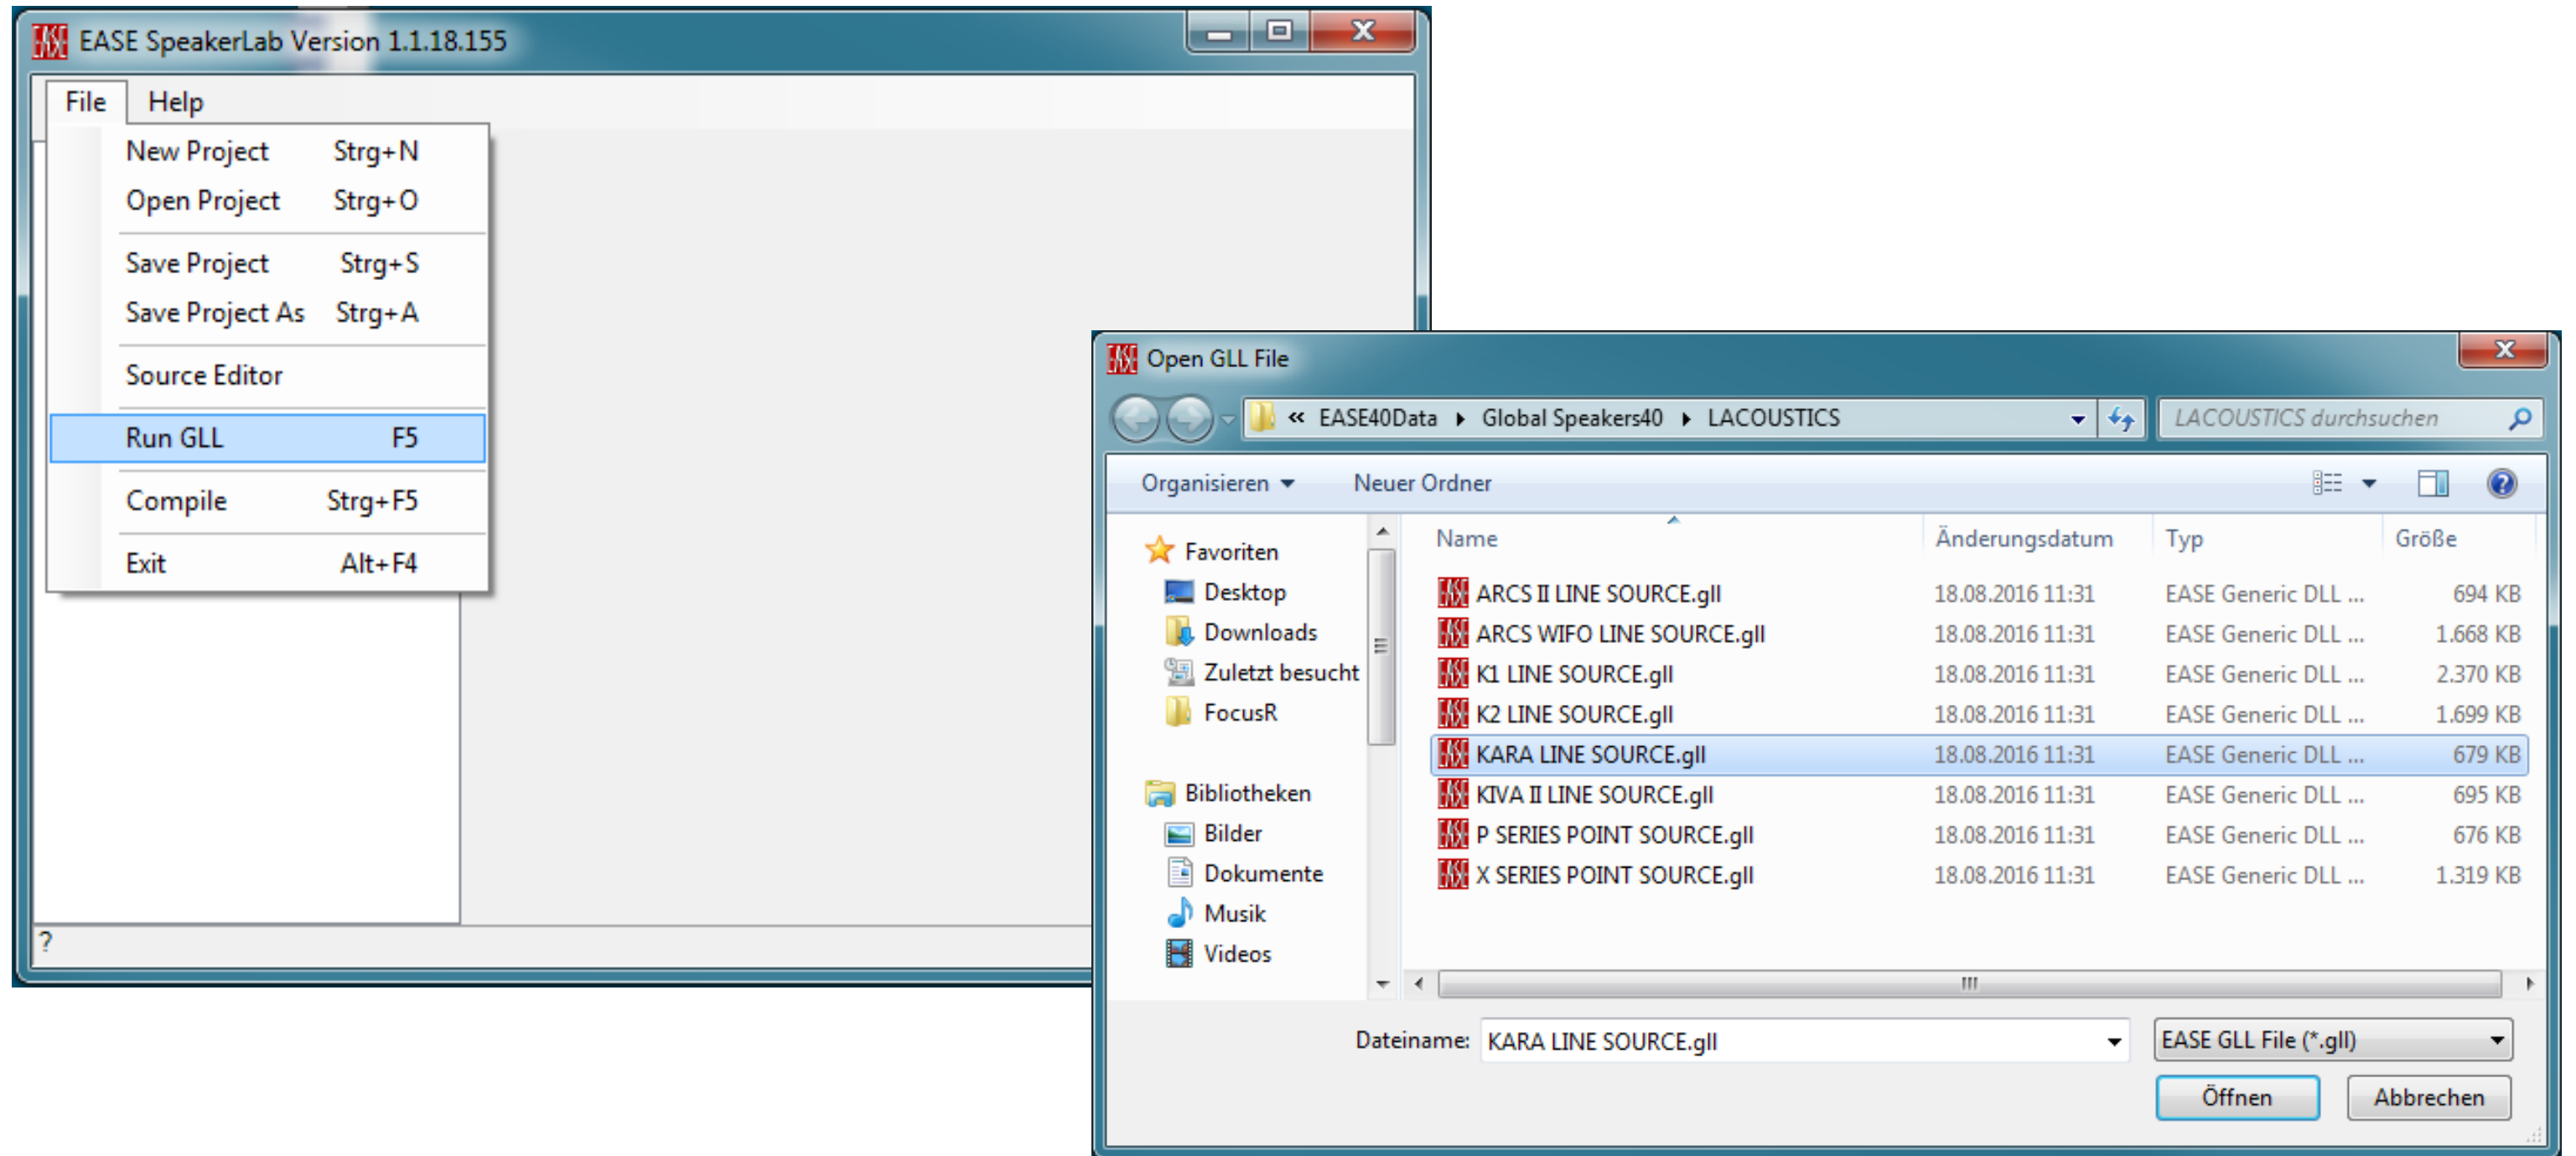 EASE SpeakerLab Version 1.1.18.155
File Help
New Project Strg+N
Open Project Strg+O
Save Project Strg+S
Save Project As Strg+A
Source Editor
Run GLL F5
Compile Strg+F5
Exit Alt+F4
?
EASE Open GLL File
« EASE40Data Global Speakers40 LACOUSTICS
LACOUSTICS durchsuchen
Organisieren Neuer Ordner
Favoriten
Desktop
Downloads
Zuletzt besucht
FocusR
Bibliotheken
Bilder
Dokumente
Musik
Videos
Name Änderungsdatum Typ Größe
ARCS II LINE SOURCE.gll 18.08.2016 11:31 EASE Generic DLL ... 694 KB
ARCS WIFO LINE SOURCE.gll 18.08.2016 11:31 EASE Generic DLL ... 1.668 KB
K1 LINE SOURCE.gll 18.08.2016 11:31 EASE Generic DLL ... 2.370 KB
K2 LINE SOURCE.gll 18.08.2016 11:31 EASE Generic DLL ... 1.699 KB
KARA LINE SOURCE.gll 18.08.2016 11:31 EASE Generic DLL ... 679 KB
KIVA II LINE SOURCE.gll 18.08.2016 11:31 EASE Generic DLL ... 695 KB
P SERIES POINT SOURCE.gll 18.08.2016 11:31 EASE Generic DLL ... 676 KB
X SERIES POINT SOURCE.gll 18.08.2016 11:31 EASE Generic DLL ... 1.319 KB
Dateiname: KARA LINE SOURCE.gll EASE GLL File (*.gll)
Öffnen Abbrechen